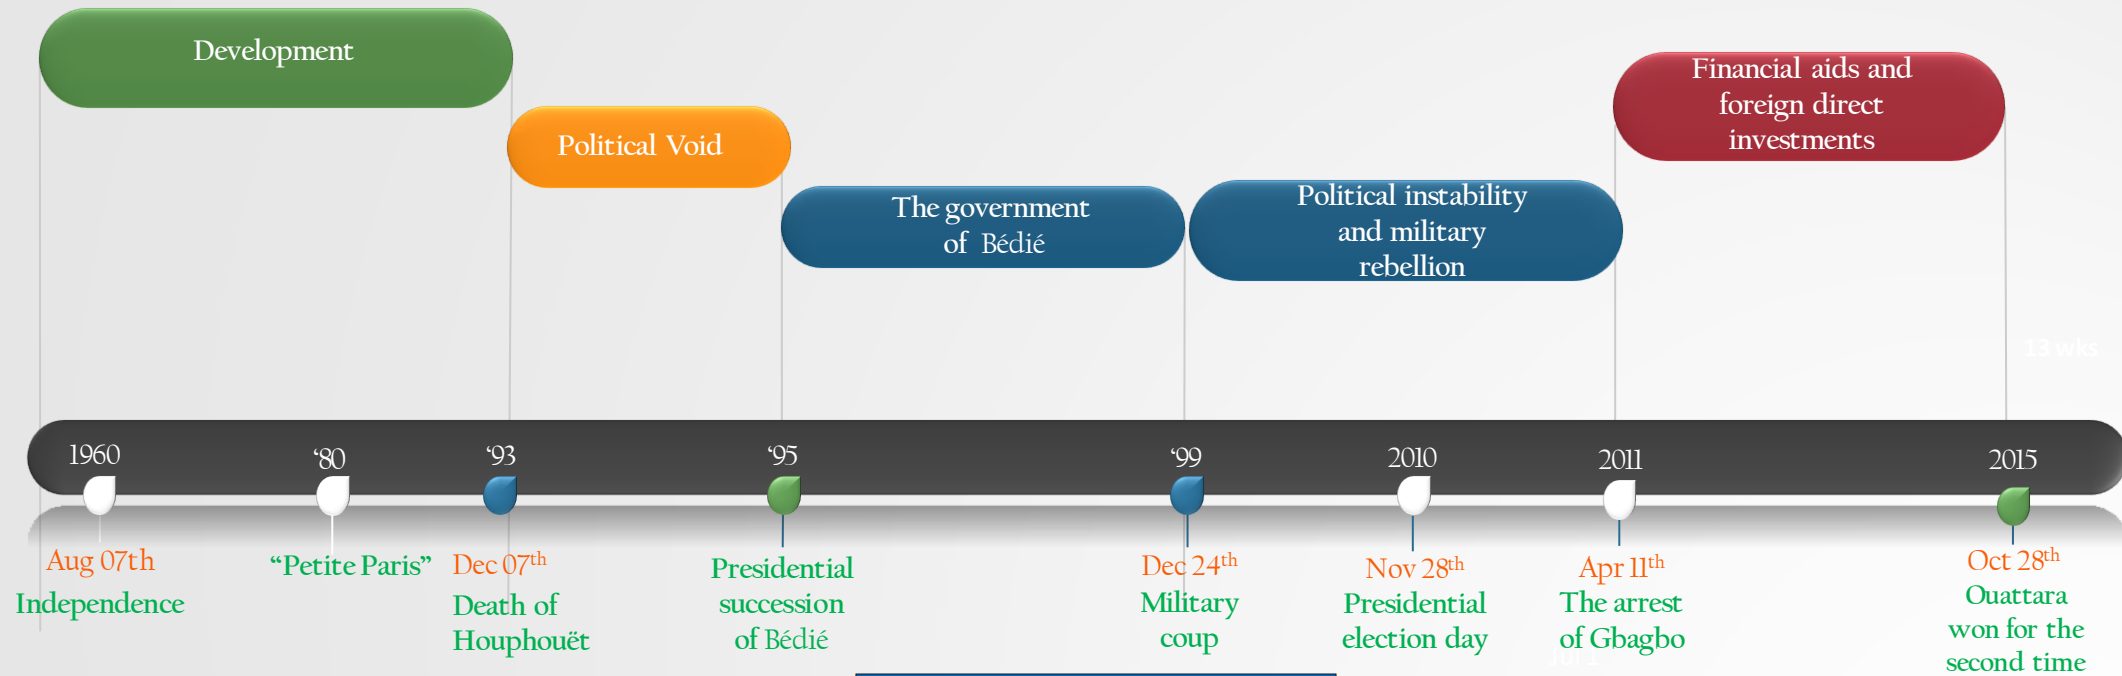 Development
Political Void
The government
of Bédié
Political instability
and military
rebellion
Financial aids and
foreign direct
investments
13 wks
1960
‘80
‘93
‘95
‘99
2010
2011
2015
Aug 07th
Independence
“Petite Paris”
Dec 07th
Death of
Houphouët
Presidential
succession
of Bédié
Dec 24th
Military
coup
Nov 28th
Presidential
election day
Apr 11th
The arrest
of Gbagbo
Oct 28th
Ouattara
won for the
second time